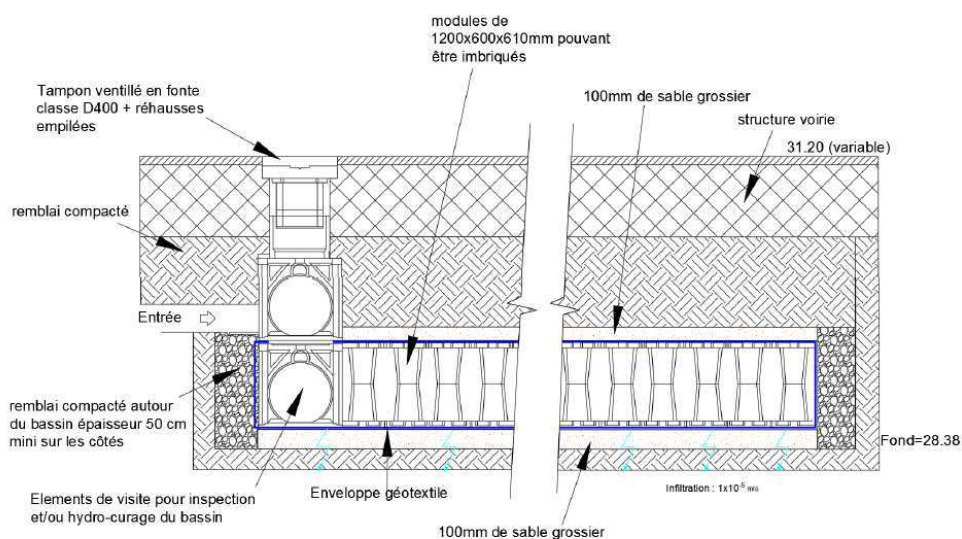 modules de
1200x600x610mm pouvant
être imbriqués
Tampon ventillé en fonte
classe D400 + réhausses
empilées
100mm de sable grossier
structure voirie
31.20 (variable)
remblai compacté
Entrée
remblai compacté autour
du bassin épaisseur 50 cm
mini sur les côtés
Fond=28.38
Elements de visite pour inspection
et/ou hydro-curage du bassin
Enveloppe géotextile
Infiltration : 1x10⁻⁵ m/s
100mm de sable grossier